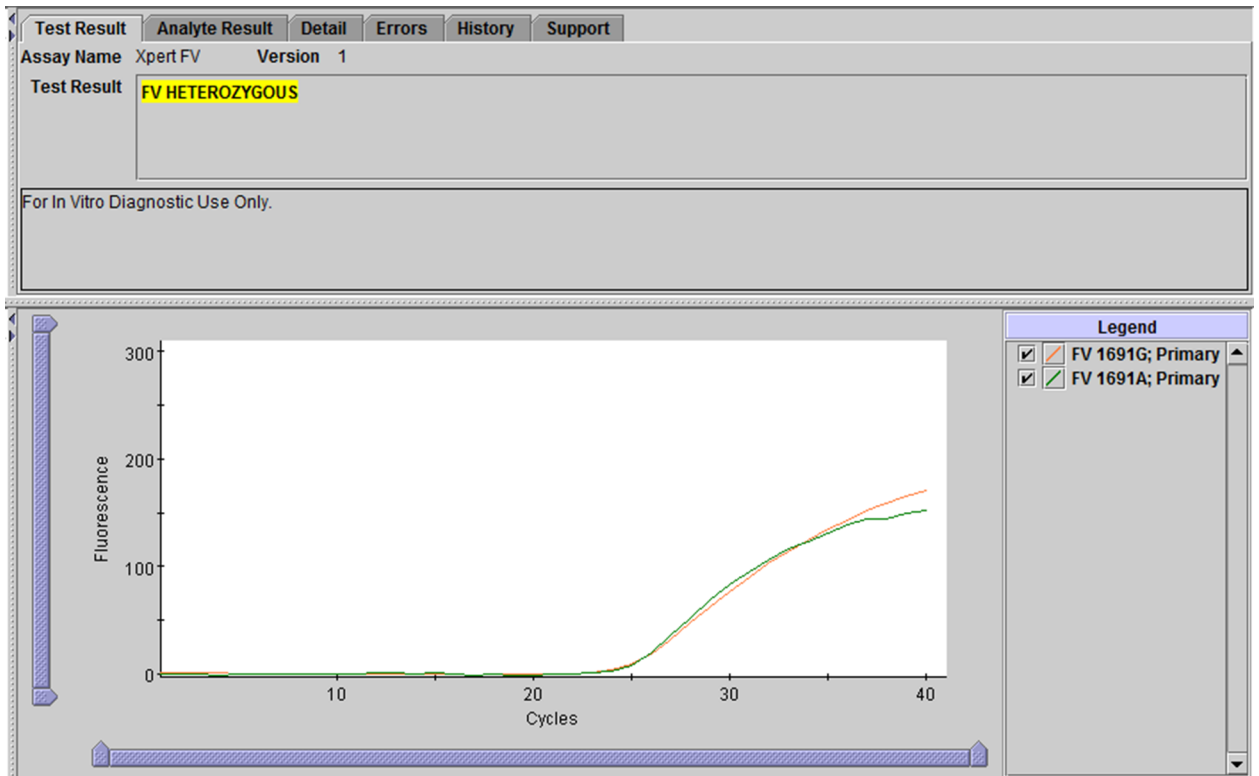 Test Result Analyte Result Detail Errors History Support
Assay Name Xpert FV Version 1
Test Result FV HETEROZYGOUS
For In Vitro Diagnostic Use Only.
Legend
FV 1691G; Primary
FV 1691A; Primary
300
200
100
0
Fluorescence
10 20 30 40
Cycles